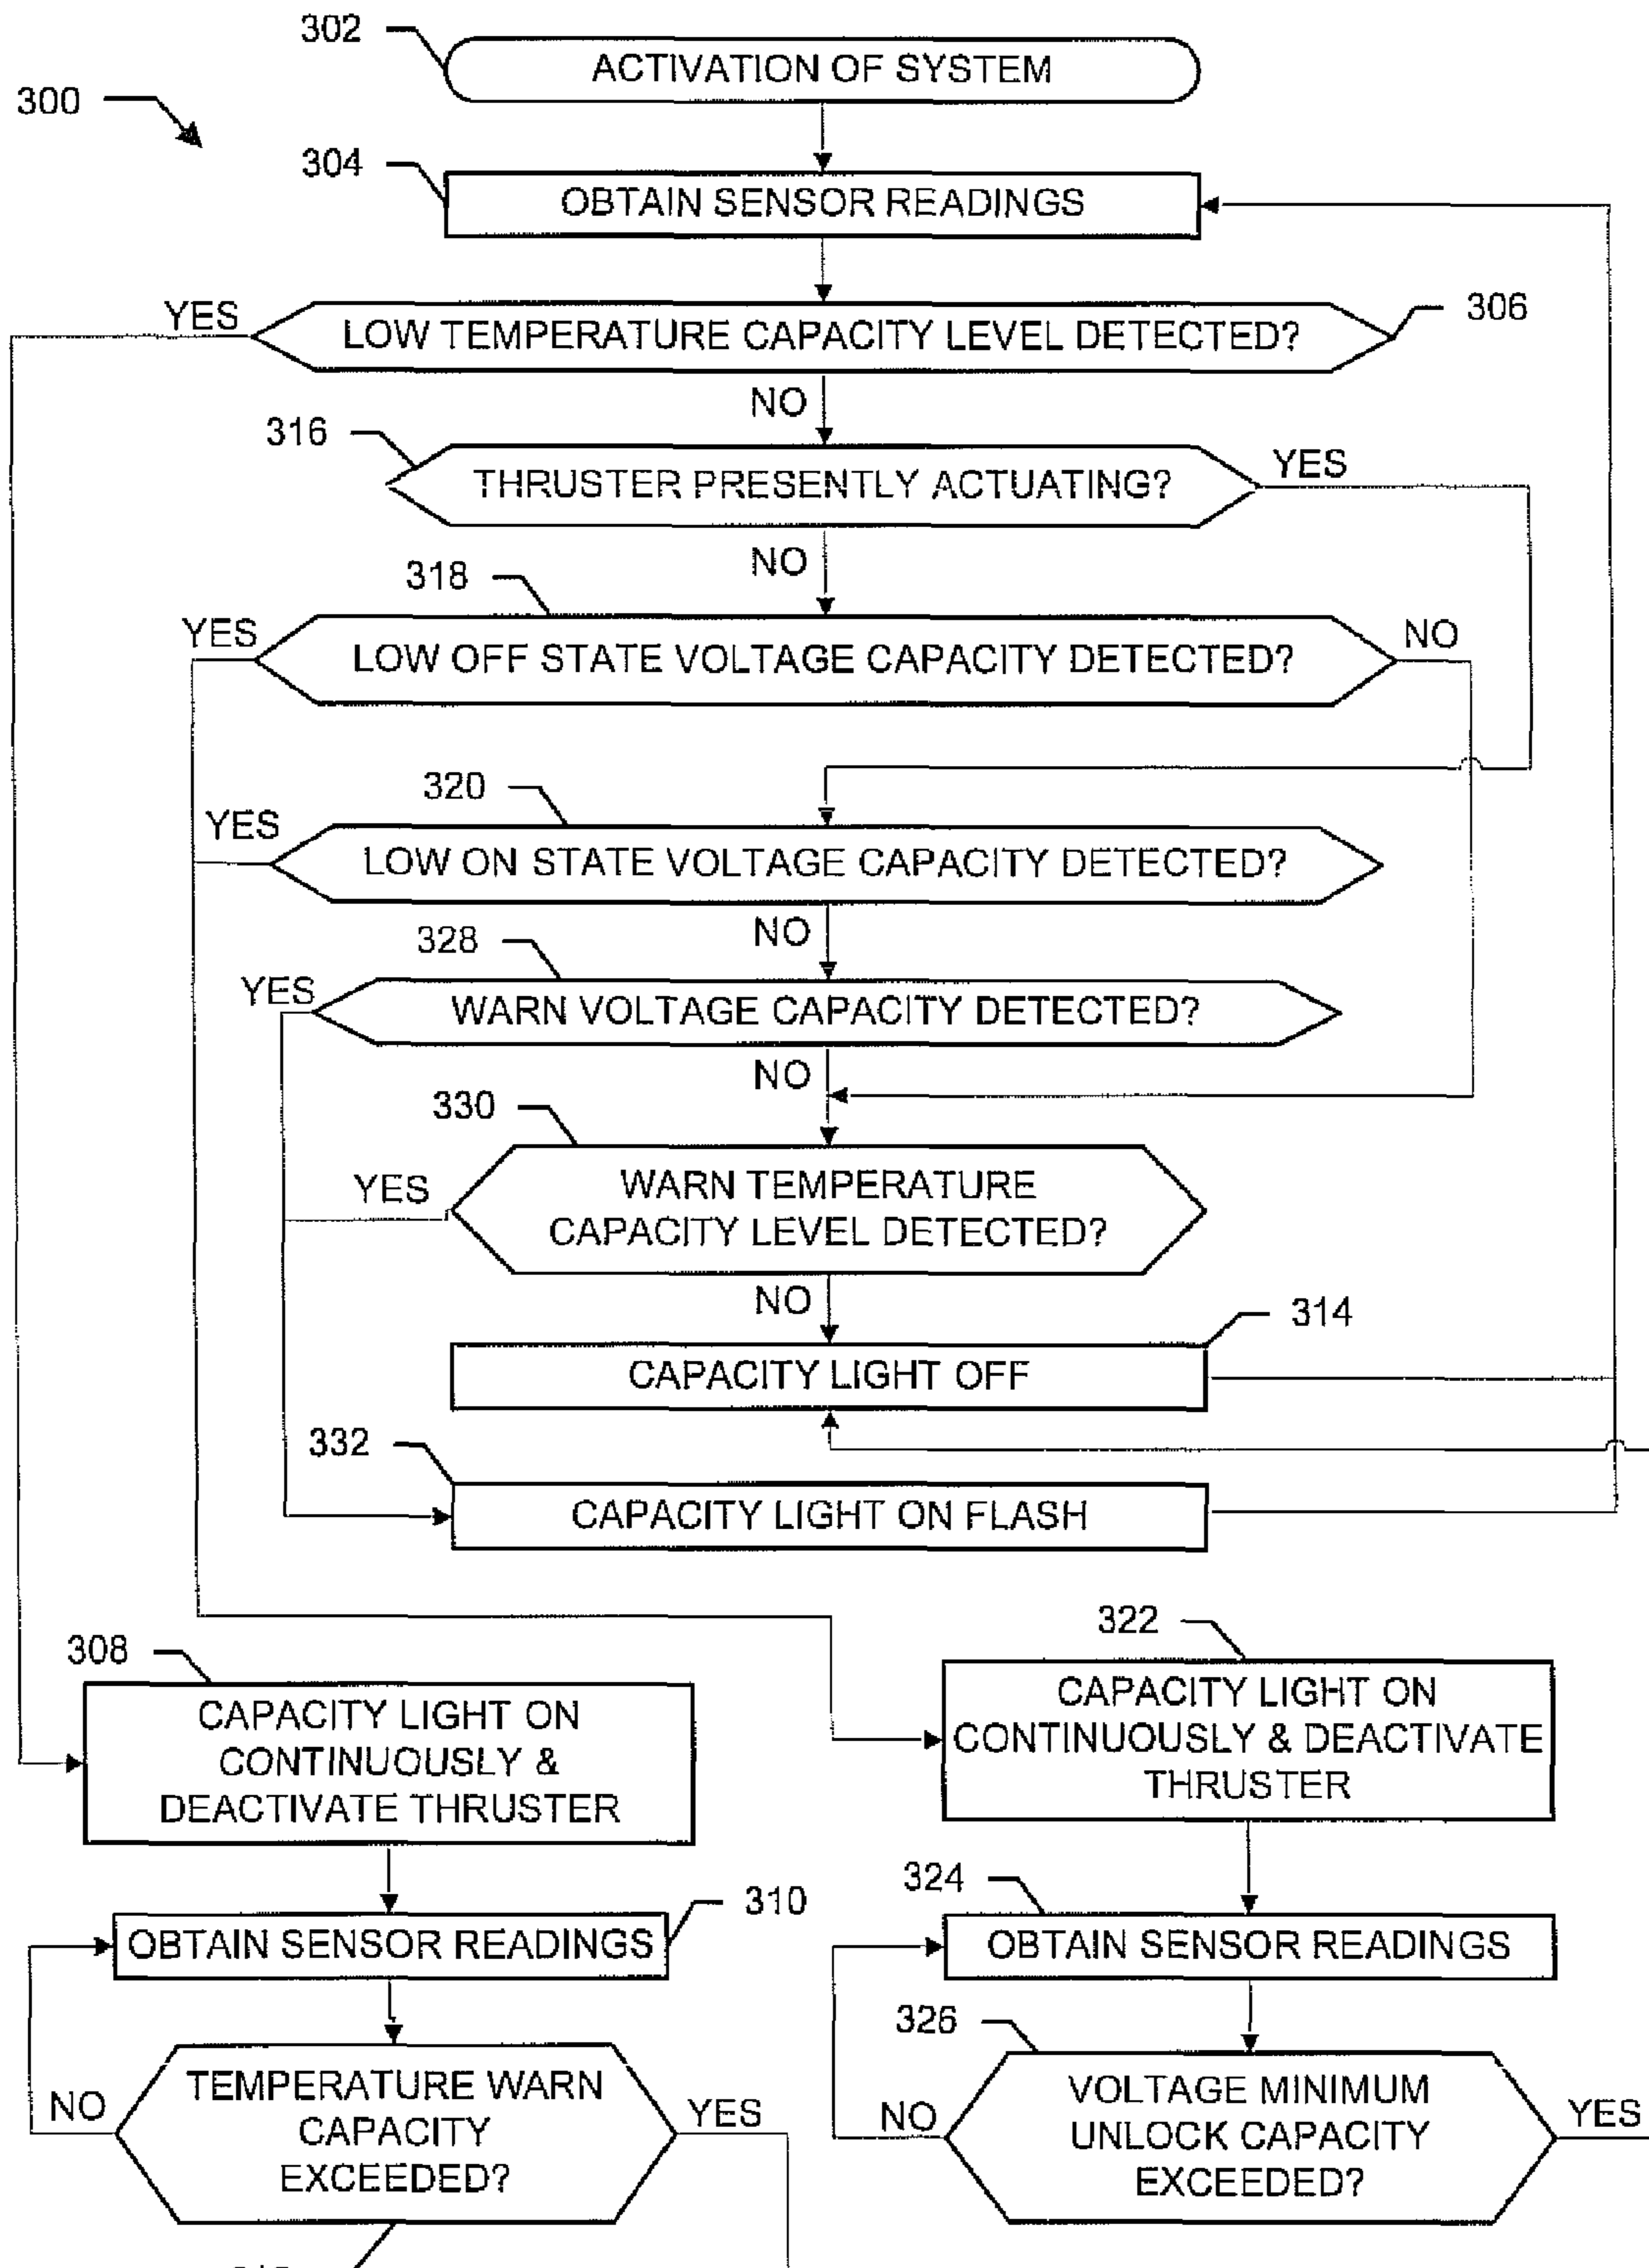 302
ACTIVATION OF SYSTEM
300
304
OBTAIN SENSOR READINGS
YES
LOW TEMPERATURE CAPACITY LEVEL DETECTED?
306
NO
316
THRUSTER PRESENTLY ACTUATING?
YES
NO
318
YES
LOW OFF STATE VOLTAGE CAPACITY DETECTED?
NO
320
YES
LOW ON STATE VOLTAGE CAPACITY DETECTED?
NO
328
YES
WARN VOLTAGE CAPACITY DETECTED?
NO
330
YES
WARN TEMPERATURE
CAPACITY LEVEL DETECTED?
NO
314
CAPACITY LIGHT OFF
332
CAPACITY LIGHT ON FLASH
308
CAPACITY LIGHT ON
CONTINUOUSLY &
DEACTIVATE THRUSTER
322
CAPACITY LIGHT ON
CONTINUOUSLY & DEACTIVATE
THRUSTER
310
OBTAIN SENSOR READINGS
324
OBTAIN SENSOR READINGS
NO
TEMPERATURE WARN
CAPACITY
EXCEEDED?
YES
326
NO
VOLTAGE MINIMUM
UNLOCK CAPACITY
EXCEEDED?
YES